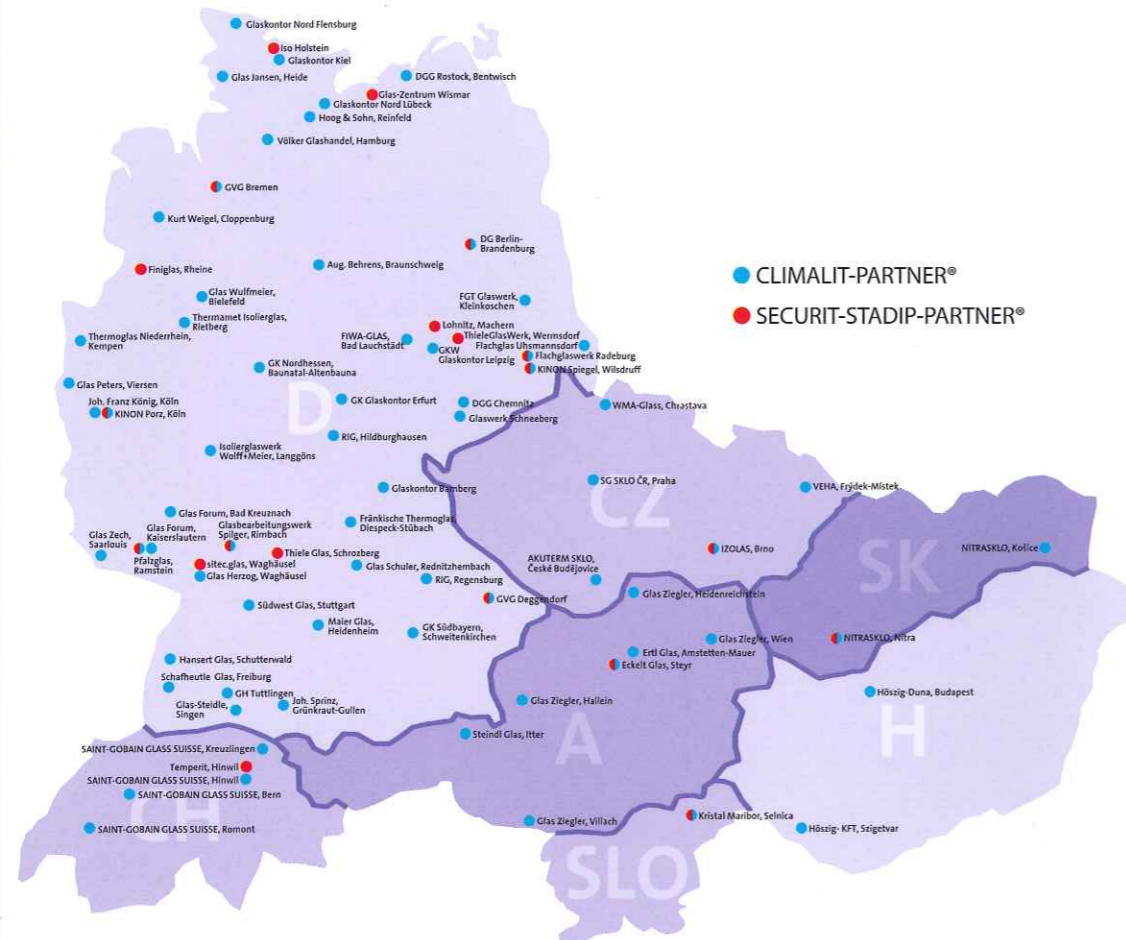 Glaskontor Nord Flensburg
Iso Holstein
Glaskontor Kiel
Glas Jansen, Heide
DGG Rostock, Bentwisch
Glas-Zentrum Wismar
Glaskontor Nord Lübeck
Hoog & Sohn, Reinfeld
Völker Glashandel, Hamburg
GVG Bremen
Kurt Weigel, Cloppenburg
DG Berlin-
Brandenburg
Finiglas, Rheine
Aug. Behrens, Braunschweig
CLIMALIT-PARTNER®
SECURIT-STADIP-PARTNER®
Glas Wulfmeier,
Bielefeld
FGT Glaswerk,
Kleinkoschen
Thermamet Isolierglas,
Rietberg
Thermoglas Niederrhein,
Kempen
Lohnitz, Machern
ThieleGlasWerk, Wermsdorf
FIWA-GLAS,
Bad Lauchstädt
Flachglas Uhsmannsdorf
GKW
Glaskontor Leipzig
Flachglaswerk Radeburg
KINON Spiegel, Wilsdruff
GK Nordhessen,
Baunatal-Altenbauna
Glas Peters, Viersen
D
Joh. Franz König, Köln
KINON Porz, Köln
GK Glaskontor Erfurt
DGG Chemnitz
Glaswerk Schneeberg
WMA-Glass, Chrastava
RIG, Hildburghausen
Isolierglaswerk
Wolff+Meier, Langgöns
Glaskontor Bamberg
SG SKLO ČR, Praha
CZ
VEHA, Frýdek-Místek
Glas Forum, Bad Kreuznach
Fränkische Thermoglas,
Diespeck-Stübach
Glas Zech,
Saarlouis
Glas Forum,
Kaiserslautern
Glasbearbeitungswerk
Spilger, Rimbach
Pfalzglas,
Ramstein
Thiele Glas, Schrozberg
sitec.glas, Waghäusel
Glas Herzog, Waghäusel
Glas Schuler, Rednitzhembach
RIG, Regensburg
IZOLAS, Brno
NITRASKLO, Košice
SK
AKUTERM SKLO,
České Budějovice
GVG Deggendorf
Glas Ziegler, Heidenreichstein
Südwest Glas, Stuttgart
Maier Glas,
Heidenheim
GK Südbayern,
Schweitenkirchen
Glas Ziegler, Wien
NITRASKLO, Nitra
Ertl Glas, Amstetten-Mauer
Eckelt Glas, Steyr
Hansert Glas, Schutterwald
Schafheutle Glas, Freiburg
GH Tuttlingen
Glas-Steidle,
Singen
Joh. Sprinz,
Grünkraut-Gullen
Glas Ziegler, Hallein
Höszig-Duna, Budapest
H
Steindl Glas, Itter
A
SAINT-GOBAIN GLASS SUISSE, Kreuzlingen
Temperit, Hinwil
SAINT-GOBAIN GLASS SUISSE, Hinwil
SAINT-GOBAIN GLASS SUISSE, Bern
CH
SAINT-GOBAIN GLASS SUISSE, Romont
Glas Ziegler, Villach
Kristal Maribor, Selnica
Höszig- KFT, Szigetvar
SLO